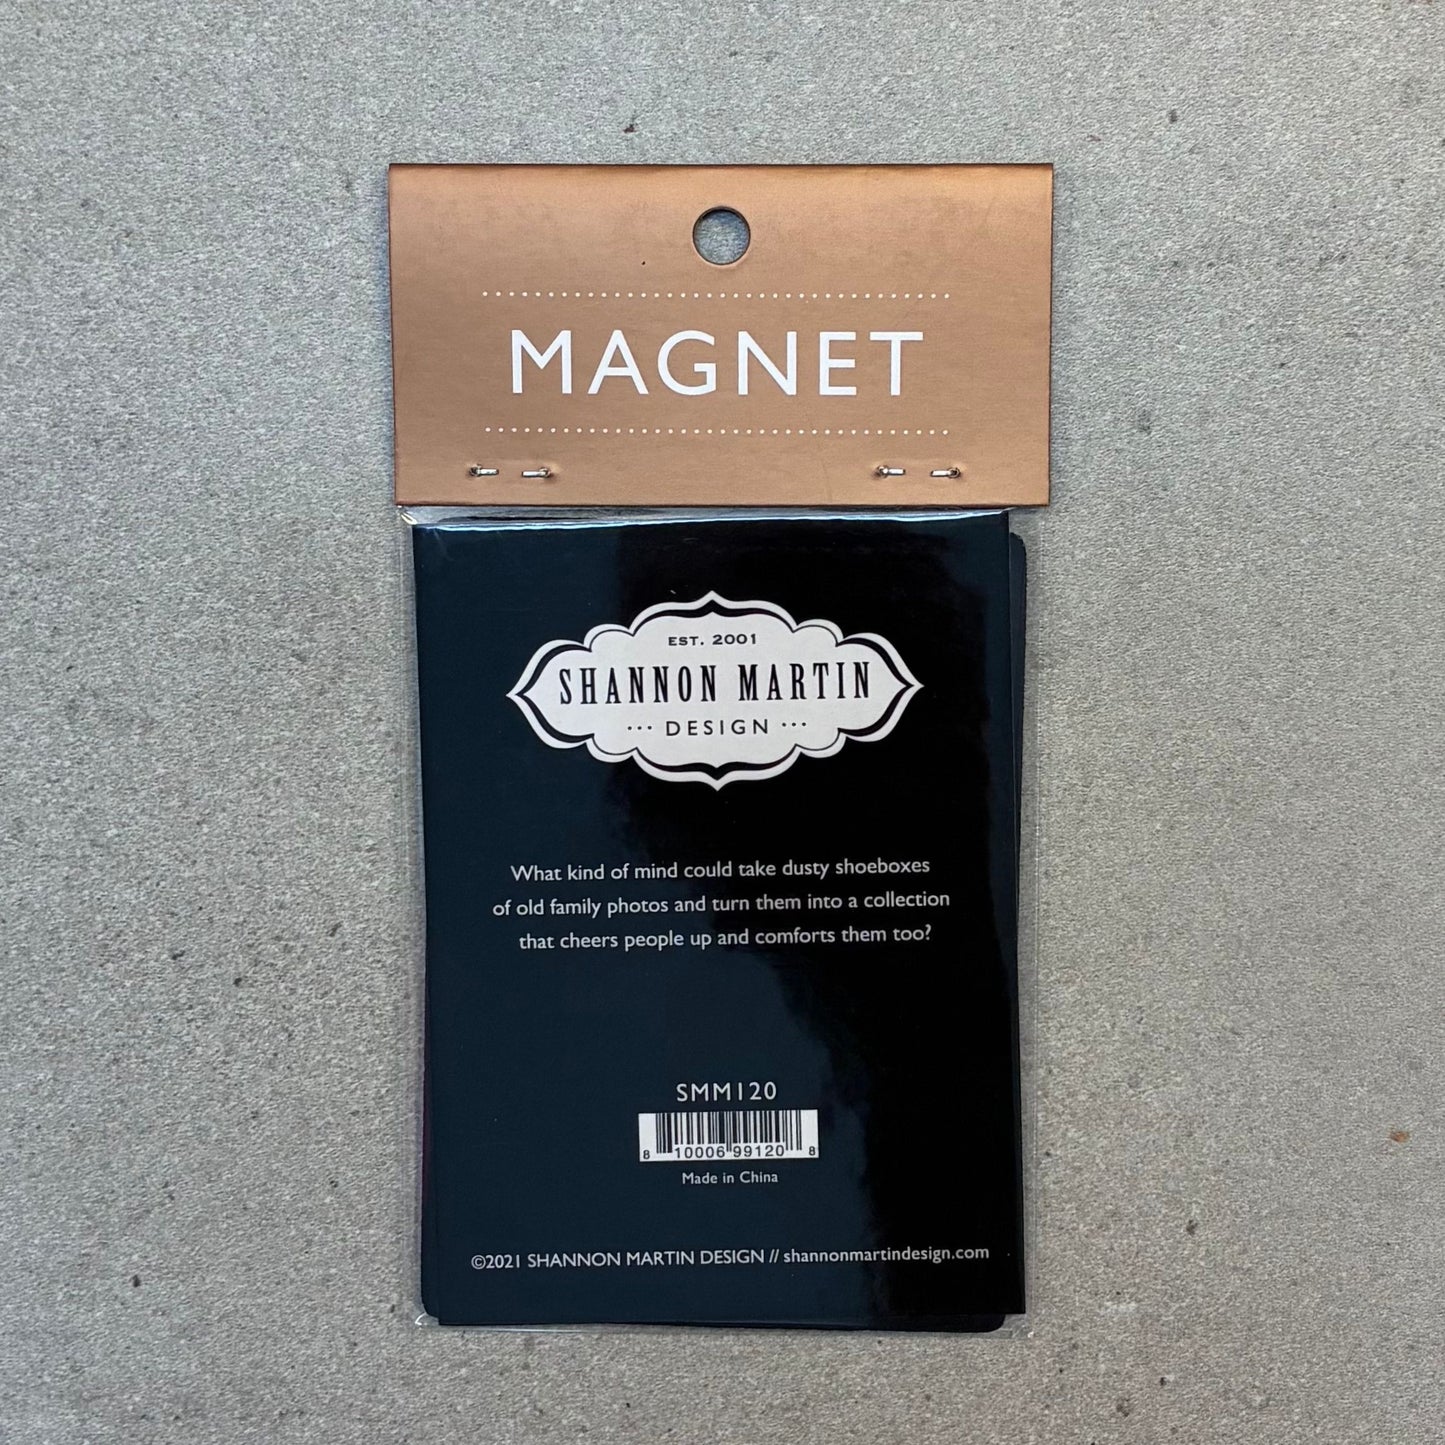 MAGNET
EST. 2001
SHANNON MARTIN
··· DESIGN ···
What kind of mind could take dusty shoeboxes
of old family photos and turn them into a collection
that cheers people up and comforts them too?
SMM120
8 10006 99120 8
Made in China
©2021 SHANNON MARTIN DESIGN // shannonmartindesign.com